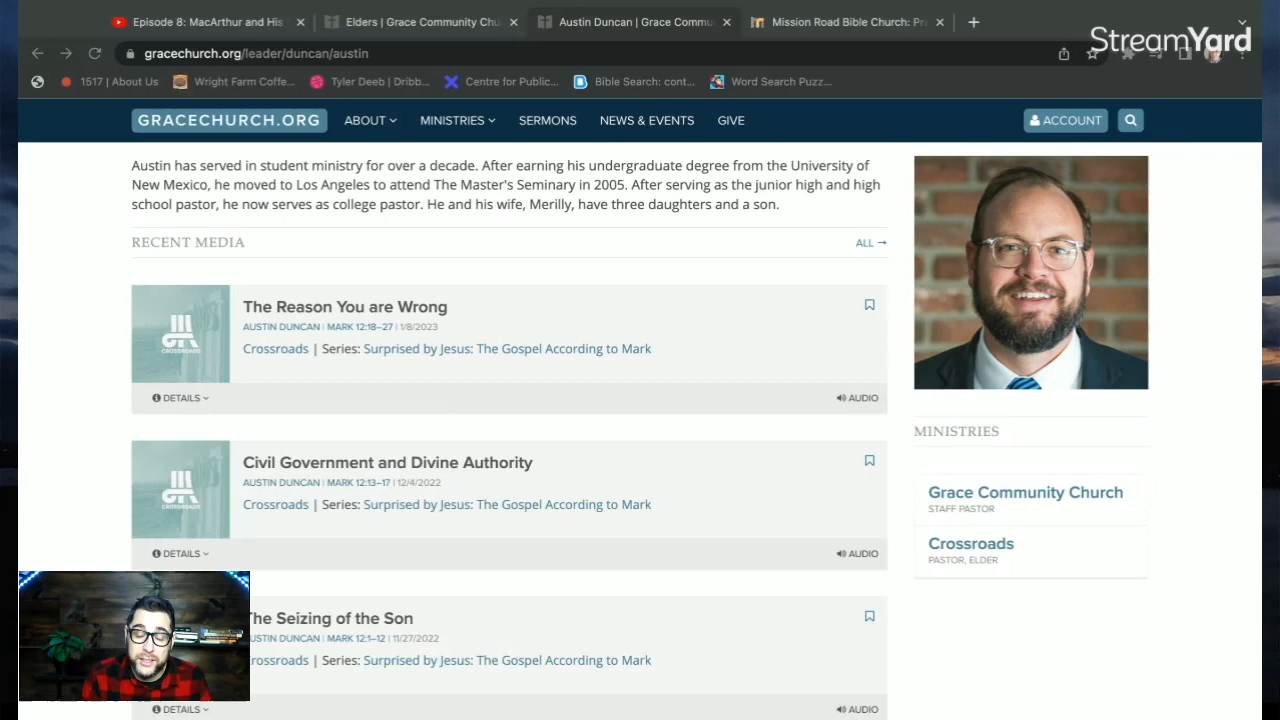 Episode 8: MacArthur and His
Elders | Grace Community Chu
Austin Duncan | Grace Commu
Mission Road Bible Church: Pre
StreamYard
gracechurch.org/leader/duncan/austin
1517 | About Us
Wright Farm Coffe...
Tyler Deeb | Dribb...
Centre for Public...
Bible Search: cont...
Word Search Puzz...
GRACECHURCH.ORG
ABOUT
MINISTRIES
SERMONS
NEWS & EVENTS
GIVE
ACCOUNT
Austin has served in student ministry for over a decade. After earning his undergraduate degree from the University of
New Mexico, he moved to Los Angeles to attend The Master's Seminary in 2005. After serving as the junior high and high
school pastor, he now serves as college pastor. He and his wife, Merilly, have three daughters and a son.
RECENT MEDIA
ALL →
CROSSROADS
The Reason You are Wrong
AUSTIN DUNCAN | MARK 12:18–27 | 1/8/2023
Crossroads | Series: Surprised by Jesus: The Gospel According to Mark
DETAILS
AUDIO
CROSSROADS
Civil Government and Divine Authority
AUSTIN DUNCAN | MARK 12:13–17 | 12/4/2022
Crossroads | Series: Surprised by Jesus: The Gospel According to Mark
DETAILS
AUDIO
The Seizing of the Son
USTIN DUNCAN | MARK 12:1–12 | 11/27/2022
rossroads | Series: Surprised by Jesus: The Gospel According to Mark
DETAILS
AUDIO
MINISTRIES
Grace Community Church
STAFF PASTOR
Crossroads
PASTOR, ELDER